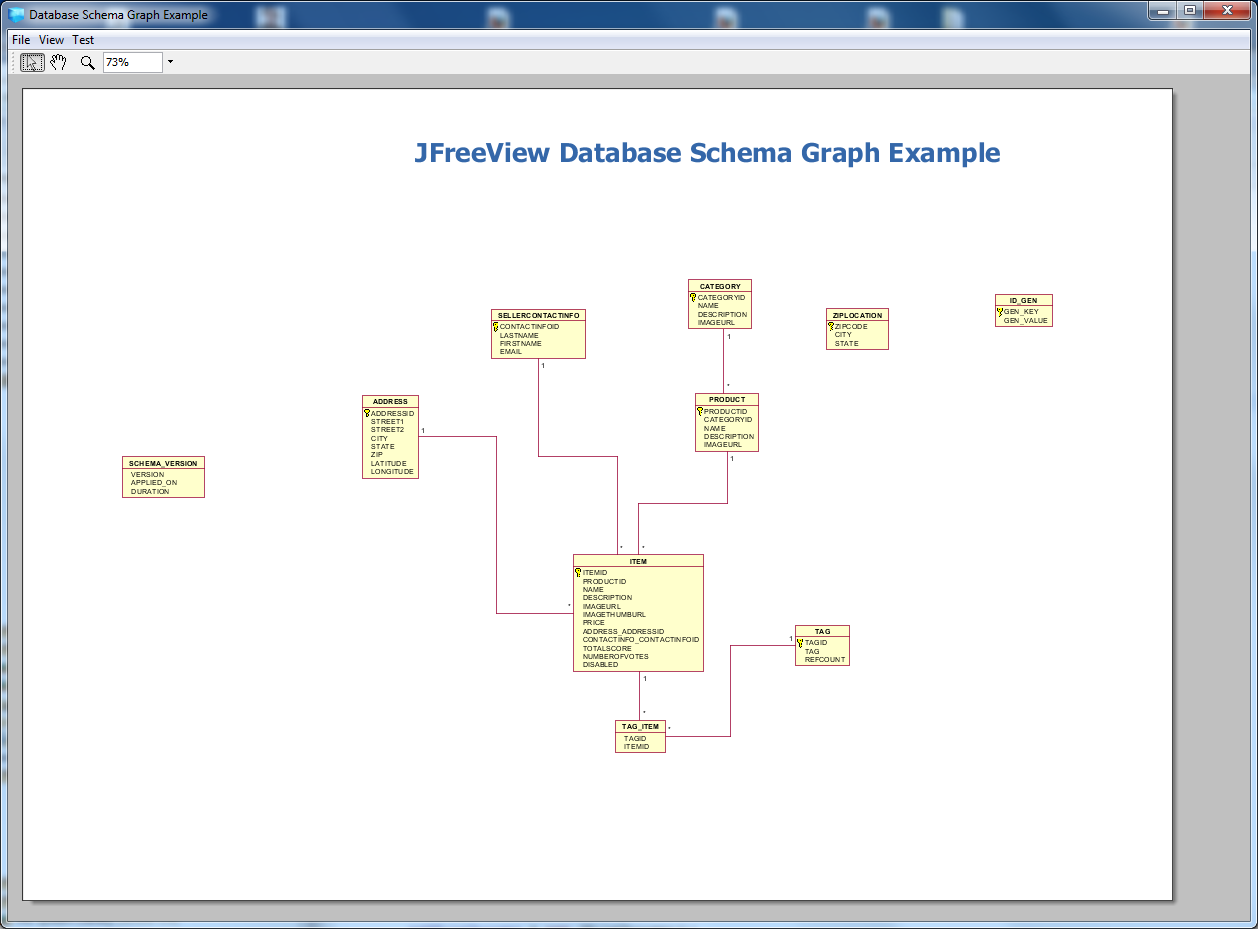 Database Schema Graph Example
File View Test
73%
JFreeView Database Schema Graph Example
CATEGORY
CATEGORYID
NAME
DESCRIPTION
IMAGEURL
1
*
ID_GEN
GEN_KEY
GEN_VALUE
SELLERCONTACTINFO
CONTACTINFOID
LASTNAME
FIRSTNAME
EMAIL
1
ZIPLOCATION
ZIPCODE
CITY
STATE
ADDRESS
ADDRESSID
STREET1
STREET2
CITY
STATE
ZIP
LATITUDE
LONGITUDE
1
PRODUCT
PRODUCTID
CATEGORYID
NAME
DESCRIPTION
IMAGEURL
1
SCHEMA_VERSION
VERSION
APPLIED_ON
DURATION
* *
*
ITEM
ITEMID
PRODUCTID
NAME
DESCRIPTION
IMAGEURL
IMAGETHUMBURL
PRICE
ADDRESS_ADDRESSID
CONTACTINFO_CONTACTINFOID
TOTALSCORE
NUMBEROFVOTES
DISABLED
1
*
1
TAG
TAGID
TAG
REFCOUNT
TAG_ITEM
*
TAGID
ITEMID